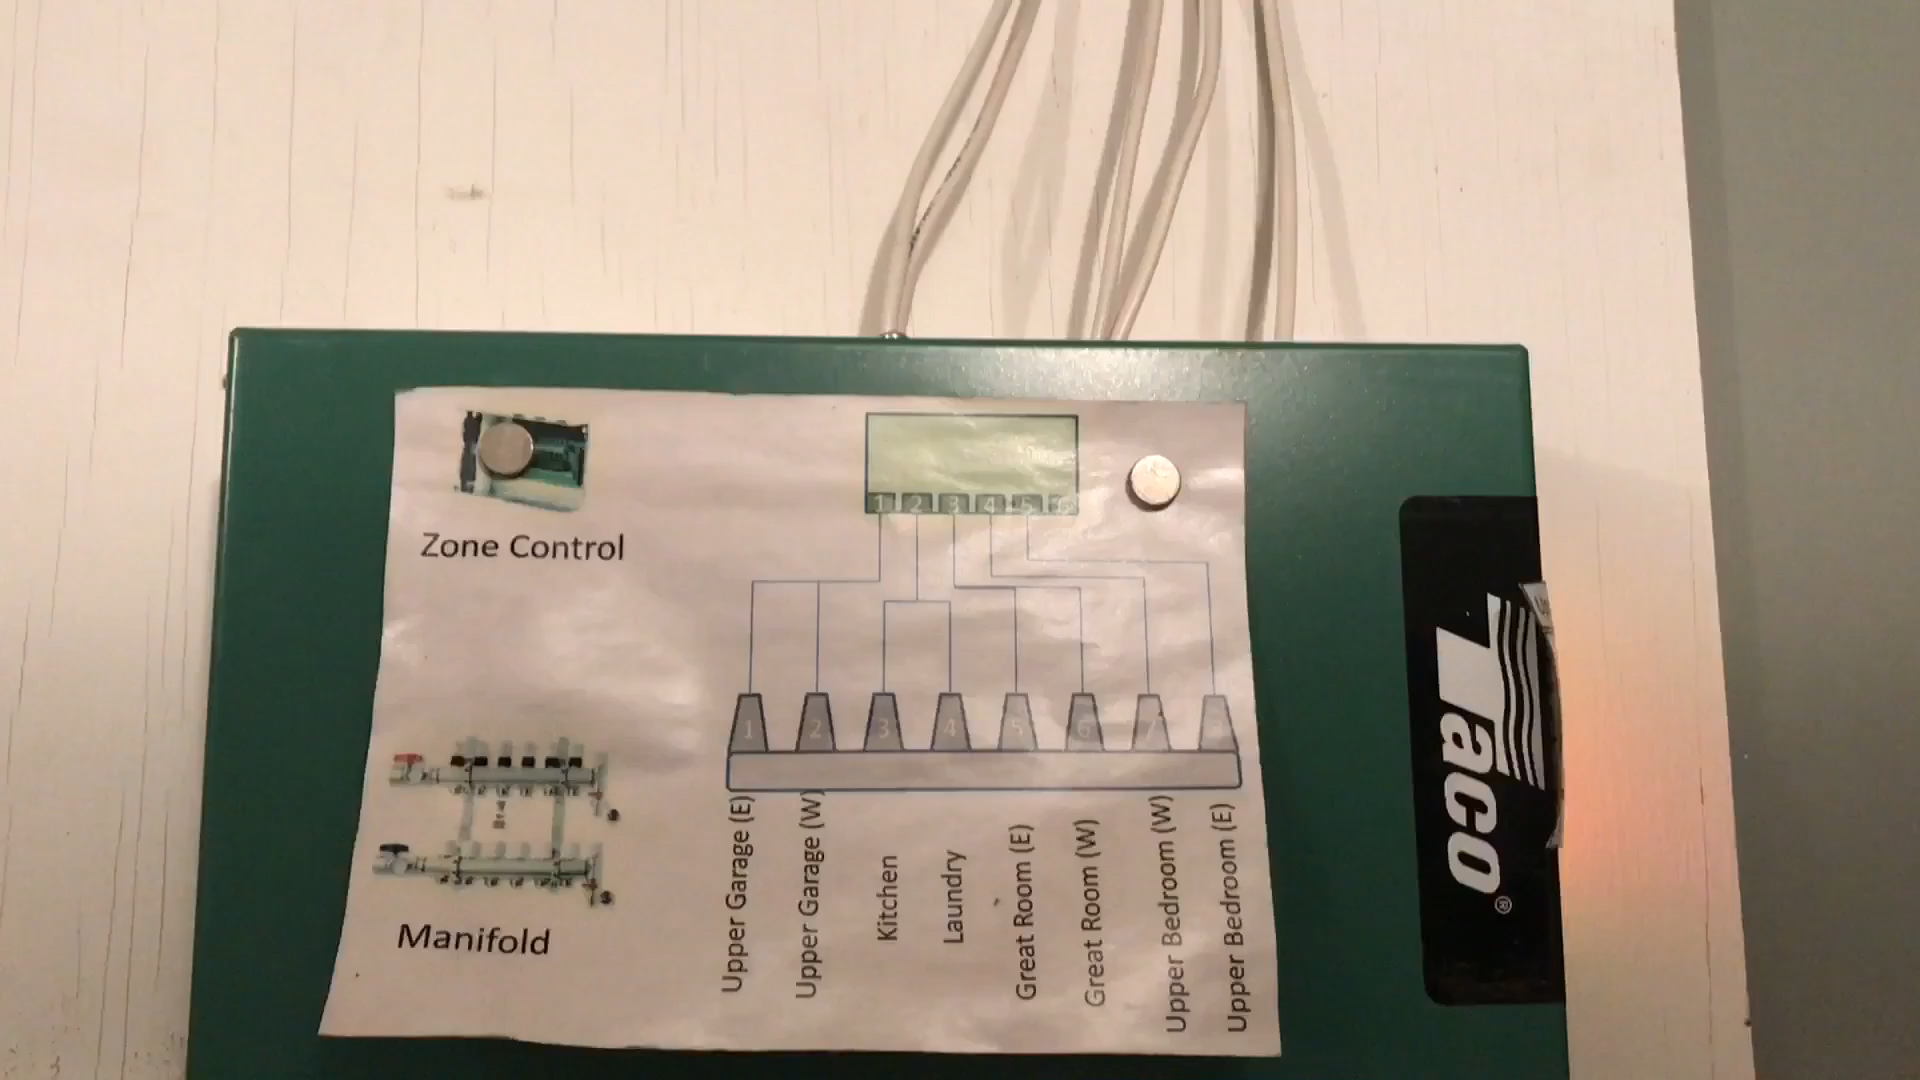 1 2 3 4 5 6
Zone Control
1 2 3 4 5 6 7 8
Manifold
Upper Garage (E)
Upper Garage (W)
Kitchen
Laundry
Great Room (E)
Great Room (W)
Upper Bedroom (W)
Upper Bedroom (E)
Taco®